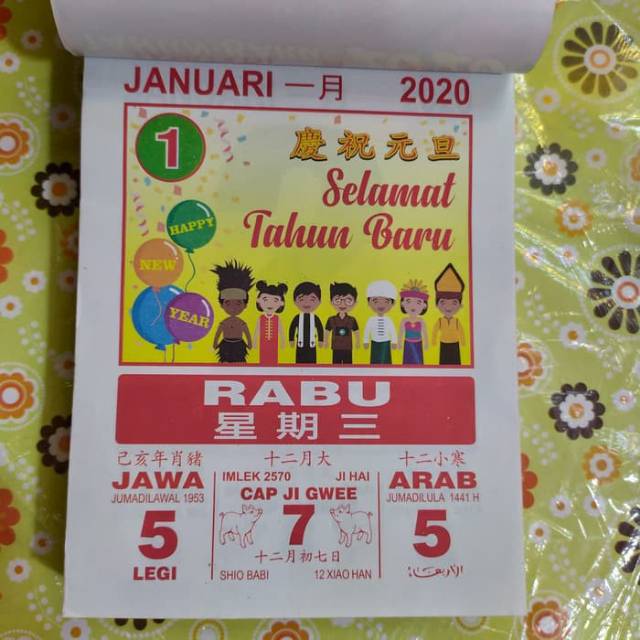 JANUARI 一月 2020
1
慶祝元旦
Selamat
Tahun Baru
HAPPY
NEW
YEAR
RABU
星期三
己亥年肖豬
JAWA
JUMADILAWAL 1953
5
LEGI
十二月大
IMLEK 2570 JI HAI
CAP JI GWEE
7
十二月初七日
SHIO BABI 12 XIAO HAN
十二小寒
ARAB
JUMADILULA 1441 H
5